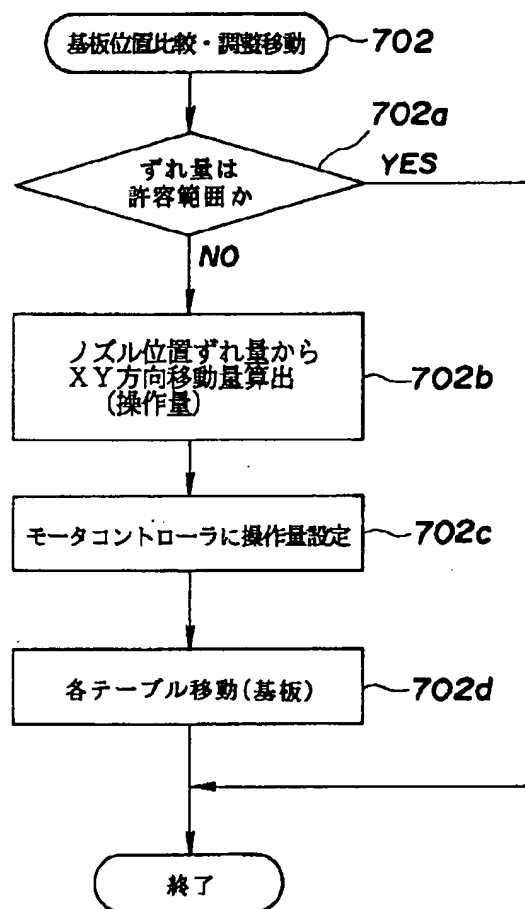 基板位置比較・調整移動
702
702a
ずれ量は
許容範囲か
YES
NO
ノズル位置ずれ量から
XY方向移動量算出
(操作量)
702b
モータコントローラに操作量設定
702c
各テーブル移動(基板)
702d
終了